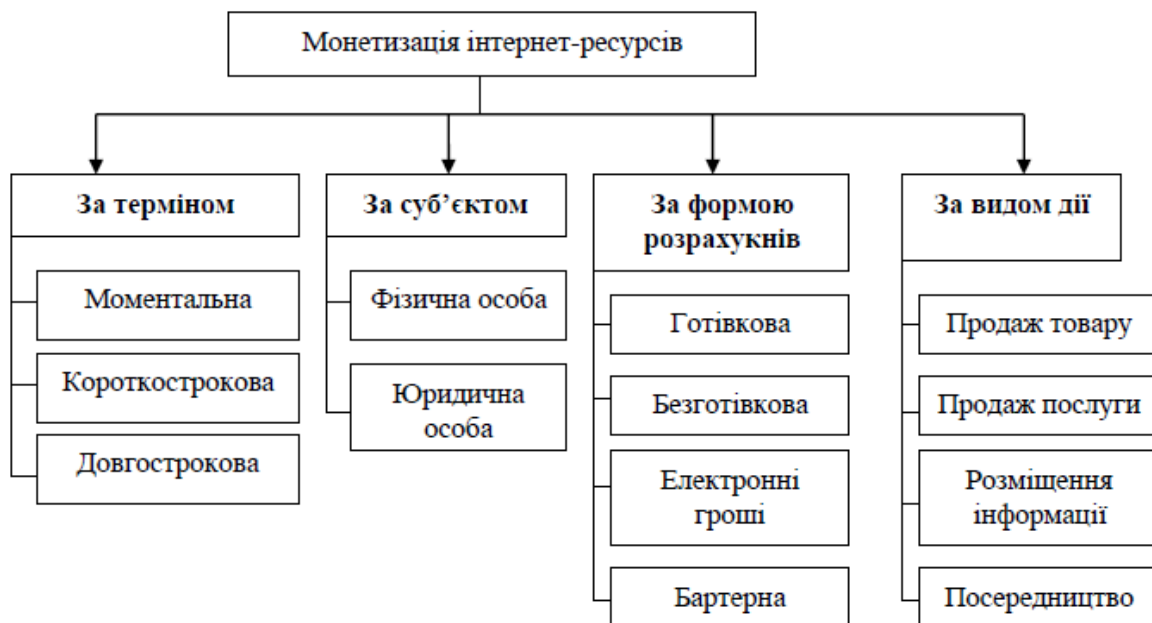 Монетизація інтернет-ресурсів
За терміном
Моментальна
Короткострокова
Довгострокова
За суб’єктом
Фізична особа
Юридична
особа
За формою
розрахукнів
Готівкова
Безготівкова
Електронні
гроші
Бартерна
За видом дії
Продаж товару
Продаж послуги
Розміщення
інформації
Посередництво